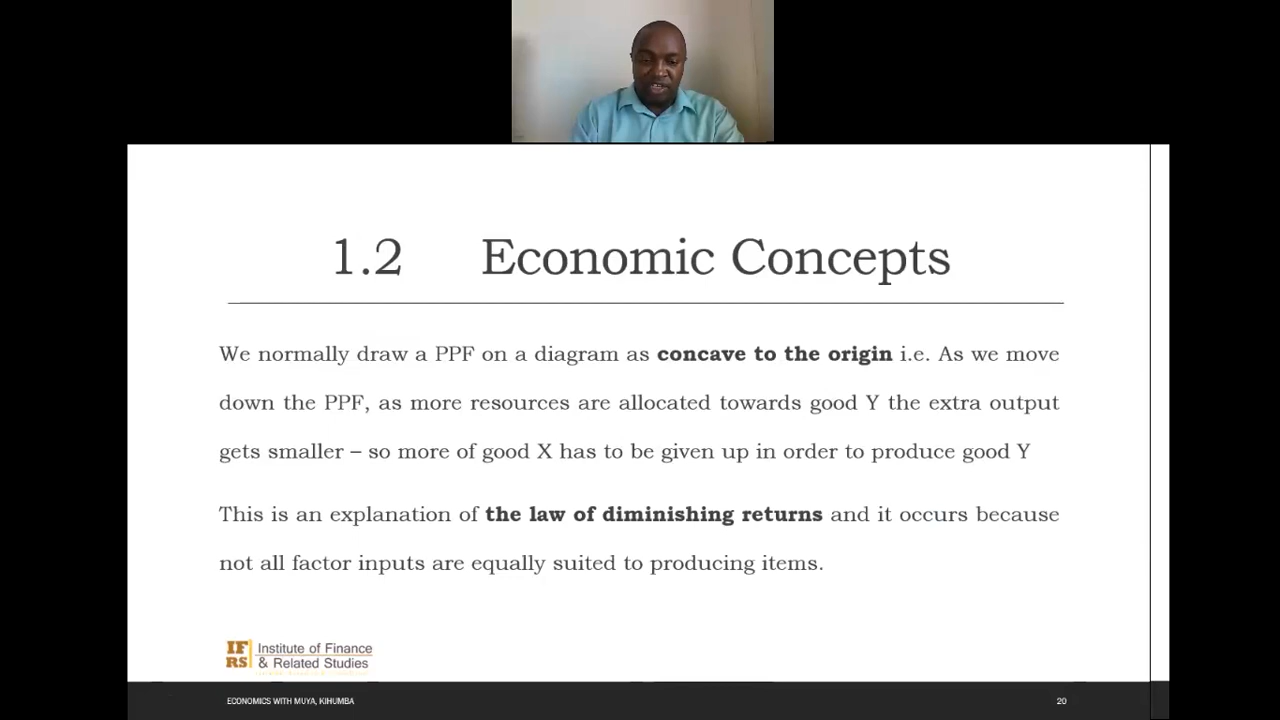 1.2 Economic Concepts
We normally draw a PPF on a diagram as concave to the origin i.e. As we move
down the PPF, as more resources are allocated towards good Y the extra output
gets smaller – so more of good X has to be given up in order to produce good Y
This is an explanation of the law of diminishing returns and it occurs because
not all factor inputs are equally suited to producing items.
IF Institute of Finance
RS & Related Studies
ECONOMICS WITH MUYA, KIHUMBA 20